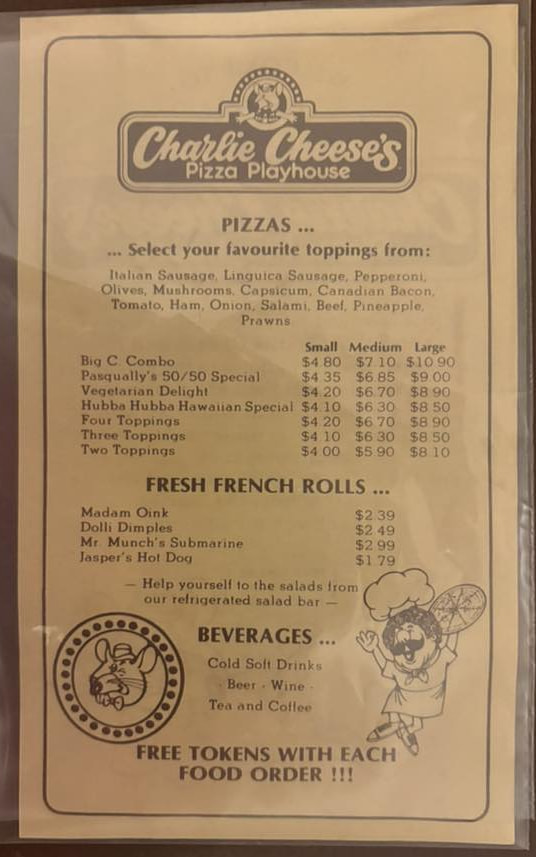 Charlie Cheese's
Pizza Playhouse
PIZZAS ...
... Select your favourite toppings from:
Italian Sausage, Linguica Sausage, Pepperoni,
Olives, Mushrooms, Capsicum, Canadian Bacon,
Tomato, Ham, Onion, Salami, Beef, Pineapple,
Prawns
Small Medium Large
Big C. Combo $4 80 $7 10 $10 90
Pasqually's 50/50 Special $4 35 $6 85 $9 00
Vegetarian Delight $4 20 $6 70 $8 90
Hubba Hubba Hawaiian Special $4 10 $6 30 $8 50
Four Toppings $4 20 $6 70 $8 90
Three Toppings $4 10 $6 30 $8 50
Two Toppings $4 00 $5 90 $8 10
FRESH FRENCH ROLLS ...
Madam Oink $2 39
Dolli Dimples $2 49
Mr. Munch's Submarine $2 99
Jasper's Hot Dog $1 79
— Help yourself to the salads from
our refrigerated salad bar —
BEVERAGES ...
Cold Soft Drinks
- Beer - Wine -
Tea and Coffee
FREE TOKENS WITH EACH
FOOD ORDER !!!